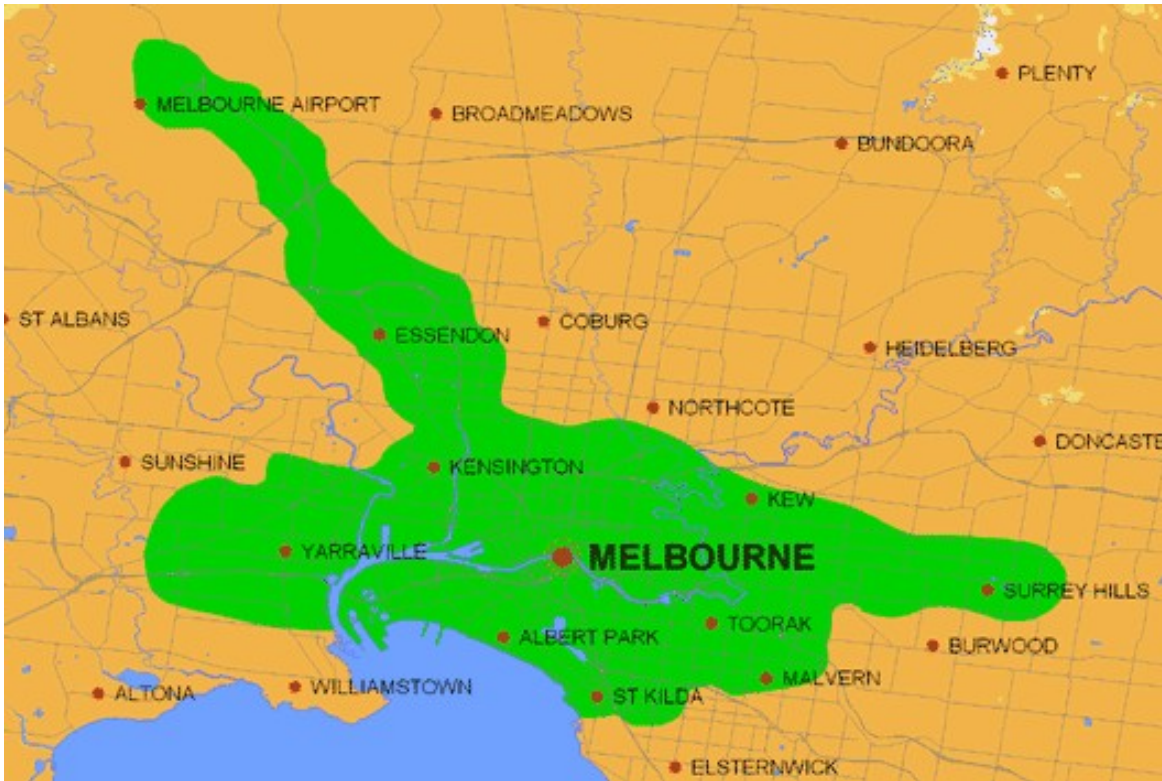 PLENTY
MELBOURNE AIRPORT
BROADMEADOWS
BUNDOORA
ST ALBANS
COBURG
ESSENDON
HEIDELBERG
NORTHCOTE
DONCASTE
SUNSHINE
KENSINGTON
KEW
YARRAVILLE
MELBOURNE
SURREY HILLS
TOORAK
ALBERT PARK
BURWOOD
MALVERN
WILLIAMSTOWN
ALTONA
ST KILDA
ELSTERNWICK